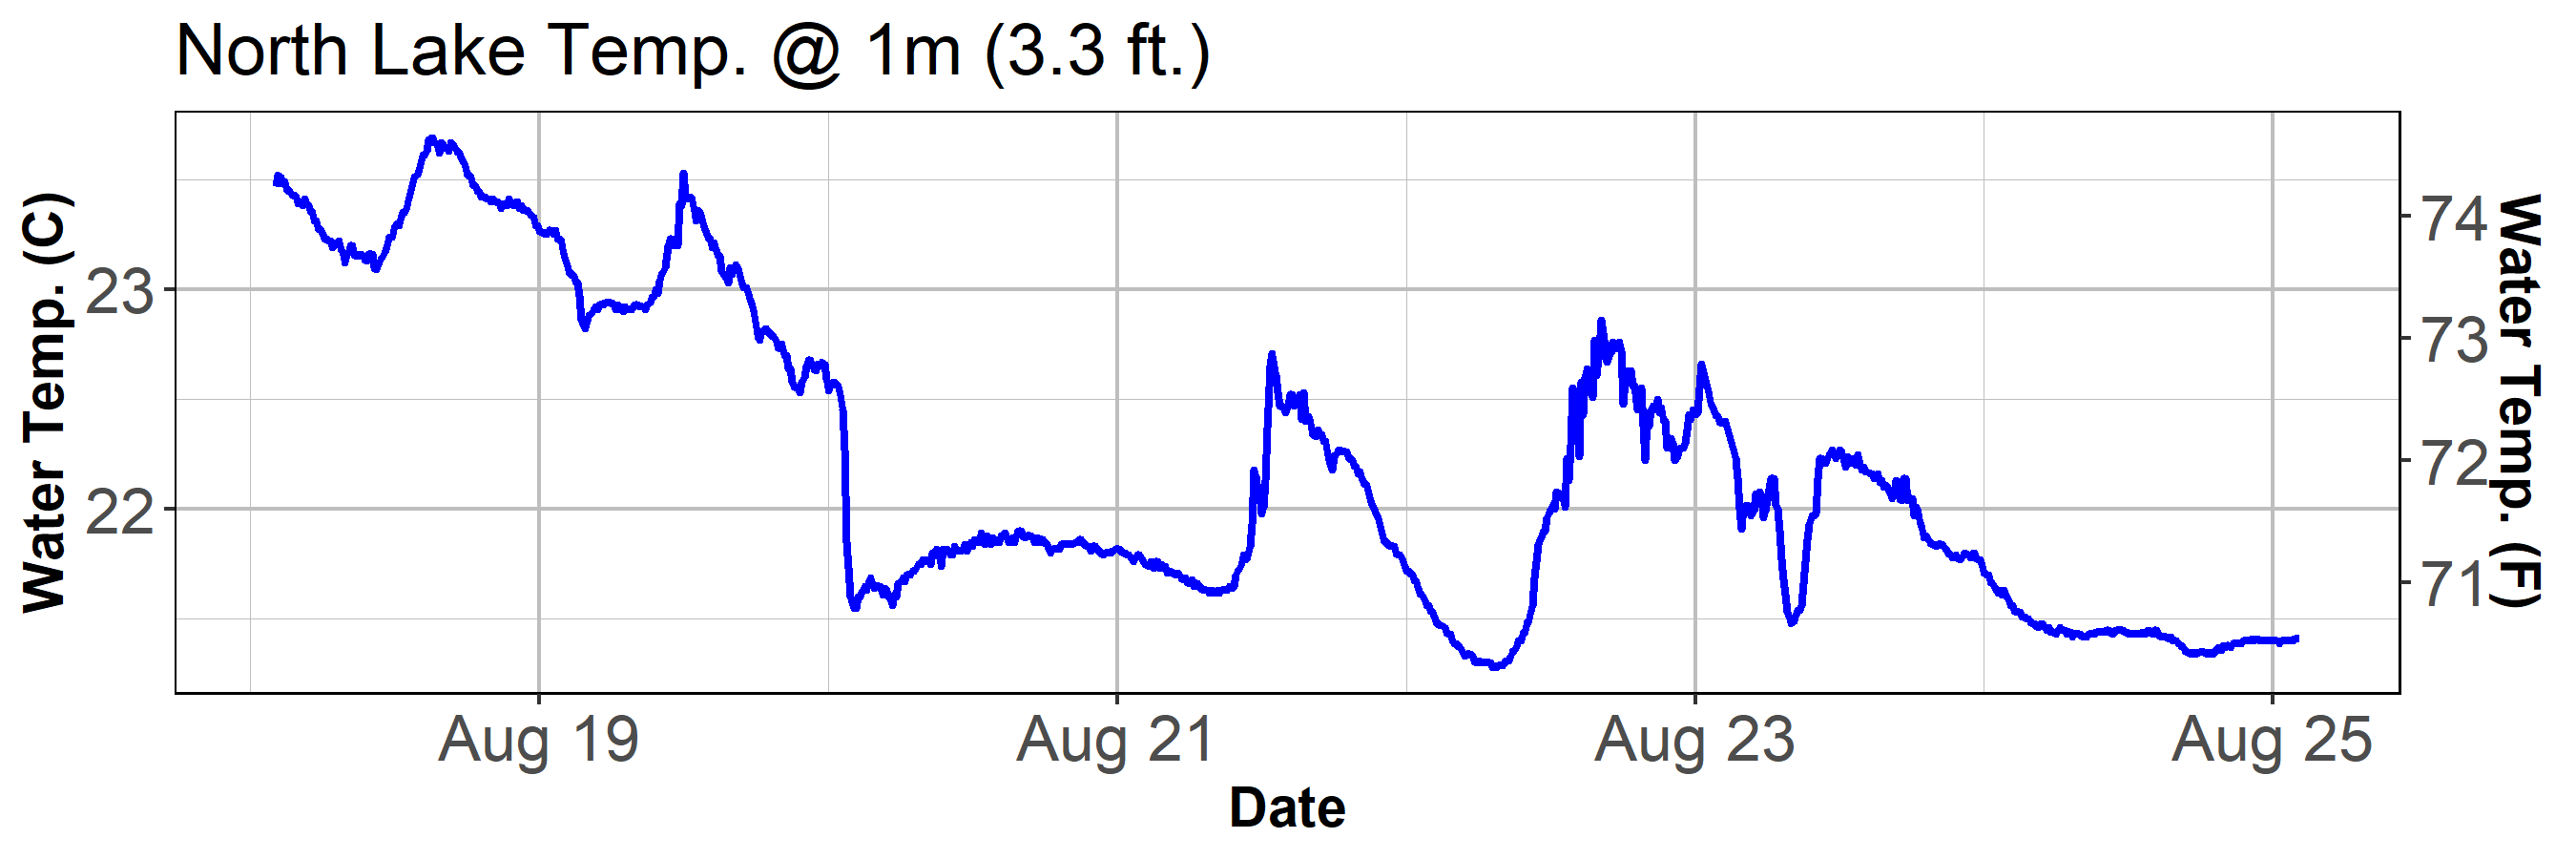 North Lake Temp. @ 1m (3.3 ft.)
Water Temp. (C)
23
22
74
73
72
71
Water Temp. (F)
Aug 19
Aug 21
Aug 23
Aug 25
Date